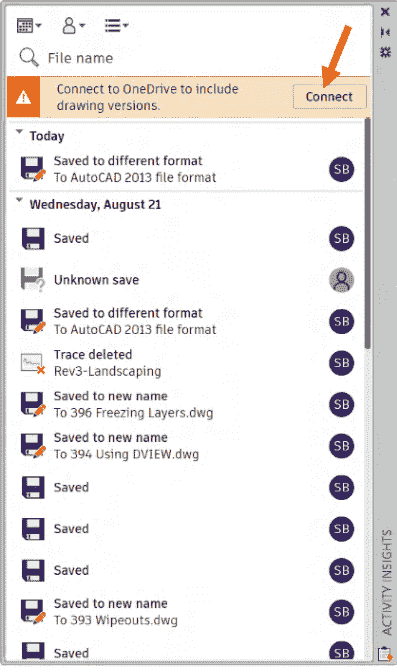 File name
Connect to OneDrive to include
drawing versions.
Connect
Today
Saved to different format
To AutoCAD 2013 file format
SB
Wednesday, August 21
Saved
SB
Unknown save
Saved to different format
To AutoCAD 2013 file format
SB
Trace deleted
Rev3-Landscaping
SB
Saved to new name
To 396 Freezing Layers.dwg
SB
Saved to new name
To 394 Using DVIEW.dwg
SB
Saved
SB
Saved
SB
Saved
SB
Saved to new name
To 393 Wipeouts.dwg
SB
Saved
SB
ACTIVITY INSIGHTS